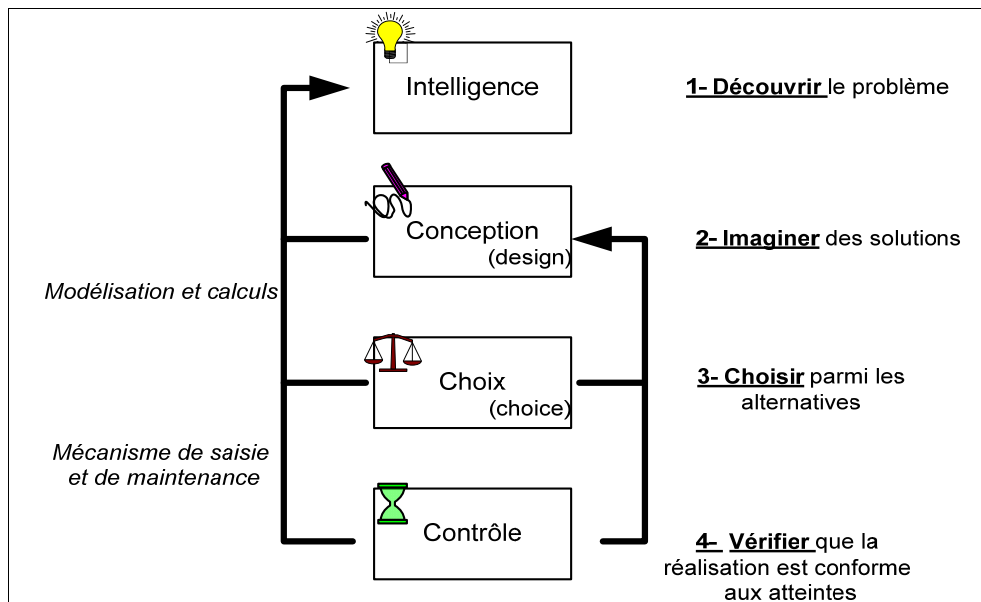 Intelligence
1- Découvrir le problème
Conception
(design)
2- Imaginer des solutions
Modélisation et calculs
Choix
(choice)
3- Choisir parmi les
alternatives
Mécanisme de saisie
et de maintenance
Contrôle
4- Vérifier que la
réalisation est conforme
aux atteintes